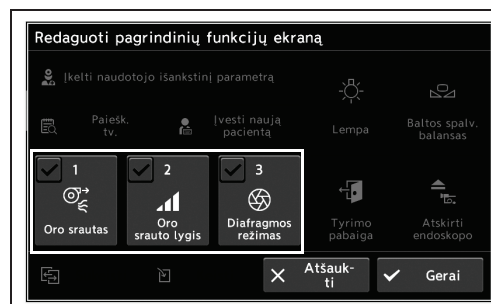 Redaguoti pagrindinių funkcijų ekraną
Įkelti naudotojo išankstinį parametrą
Paiešk.
tv.
Įvesti naują
pacientą
Lempa
Baltos spalv.
balansas
1
Oro srautas
2
Oro
srauto lygis
3
Diafragmos
režimas
Tyrimo
pabaiga
Atskirti
endoskopo
Atšauk-
ti
Gerai